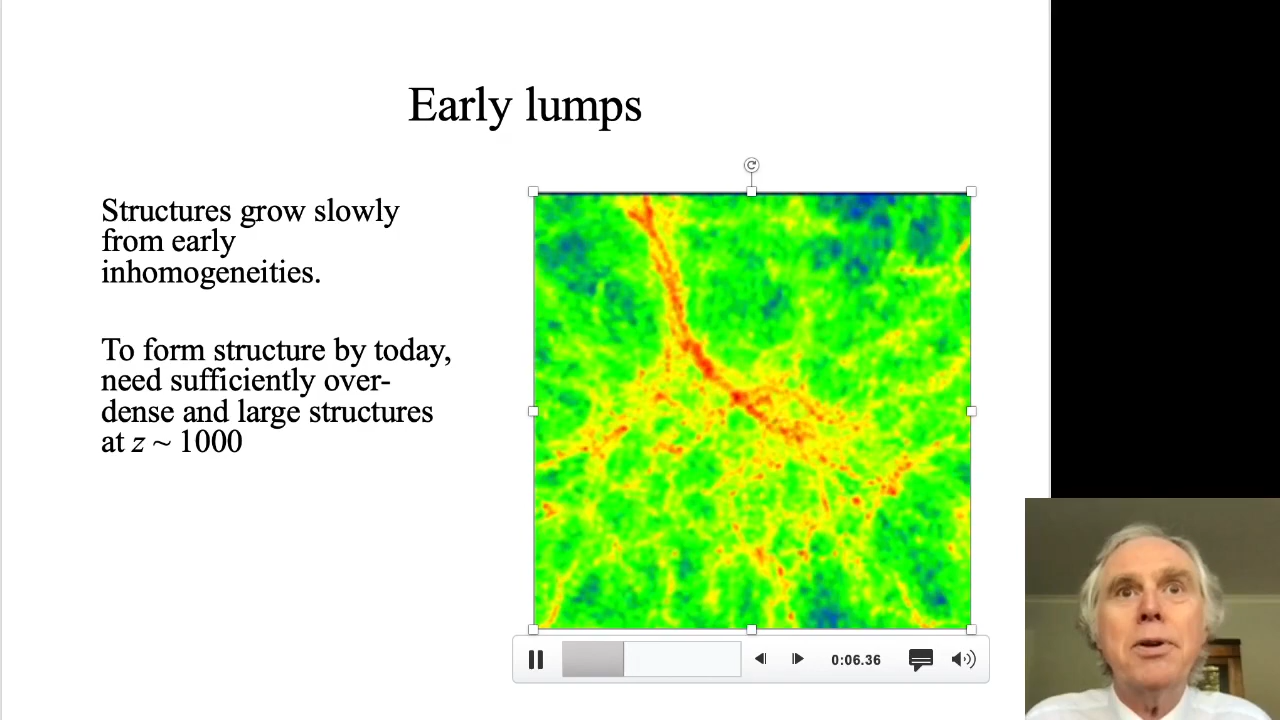 Early lumps
Structures grow slowly
from early
inhomogeneities.
To form structure by today,
need sufficiently over-
dense and large structures
at z ~ 1000
0:06.36